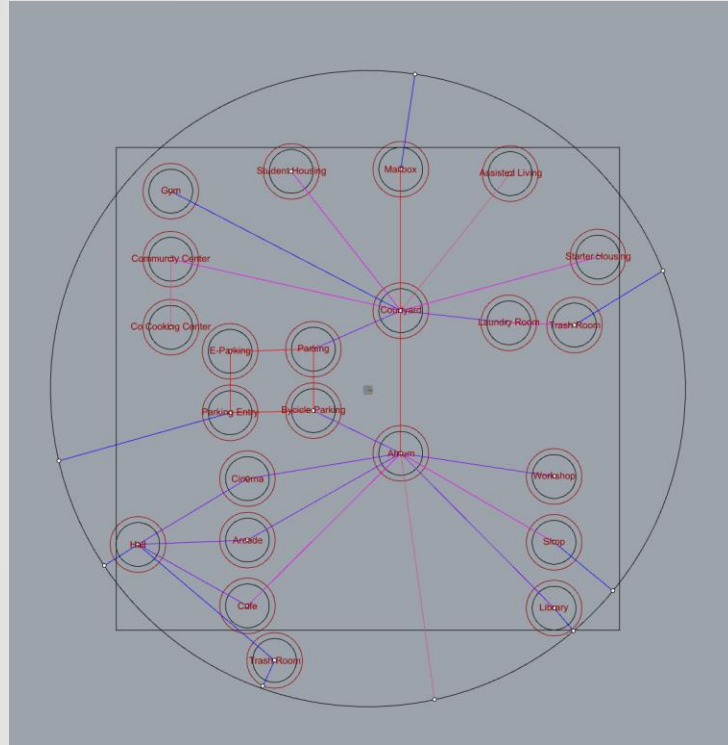 Student Housing
Mailbox
Assisted Living
Gym
Community Center
Starter Housing
Courtyard
Co Cooking Center
Laundry Room
Trash Room
E-Parking
Parking
Parking Entry
Bycicle Parking
Atrium
Cinema
Workshop
Hall
Arcade
Shop
Cafe
Library
Trash Room